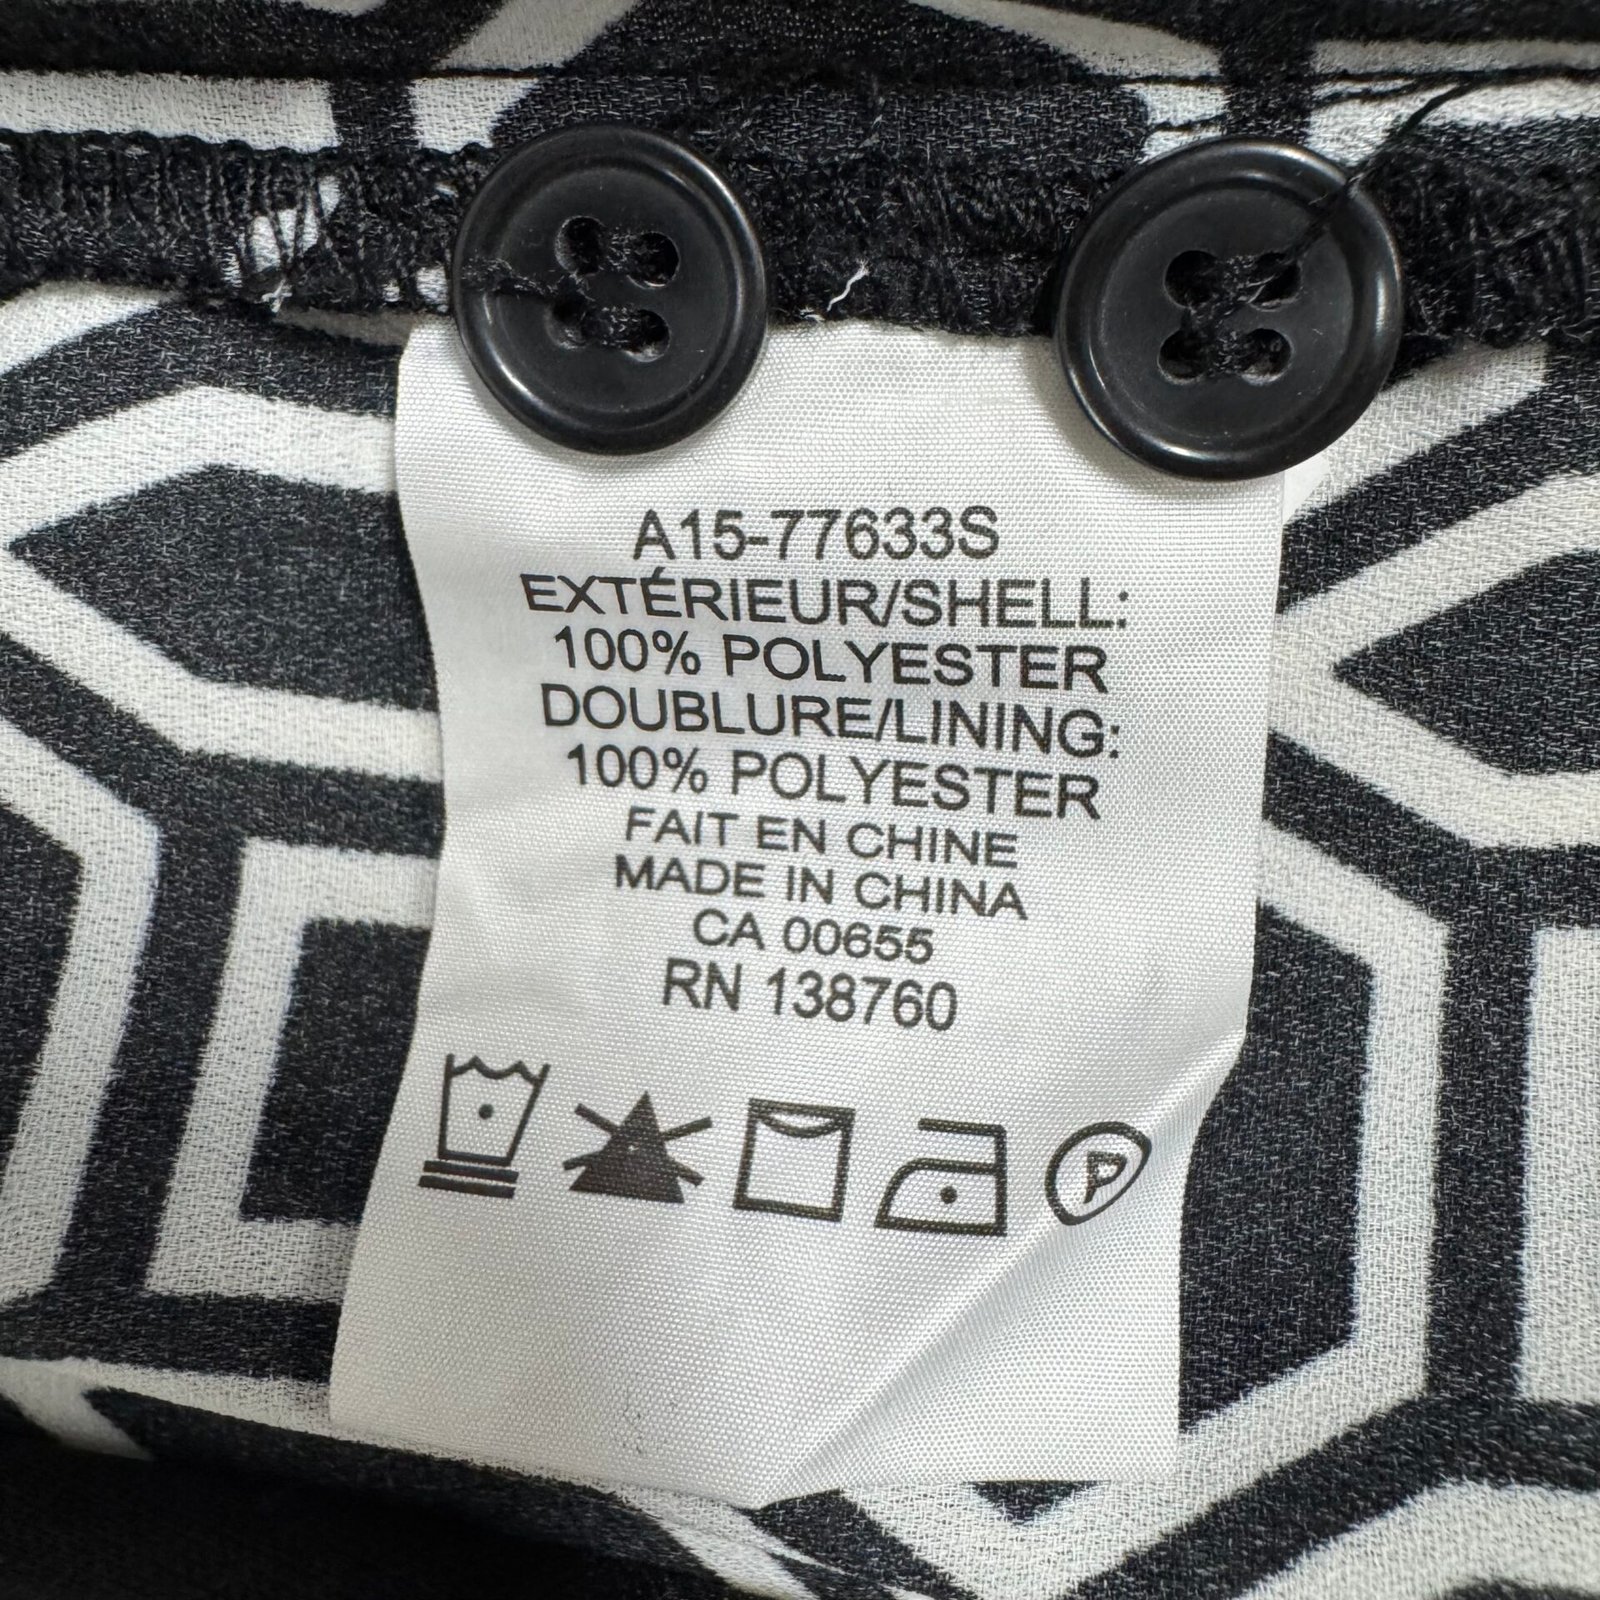 A15-77633S
EXTÉRIEUR/SHELL:
100% POLYESTER
DOUBLURE/LINING:
100% POLYESTER
FAIT EN CHINE
MADE IN CHINA
CA 00655
RN 138760
P